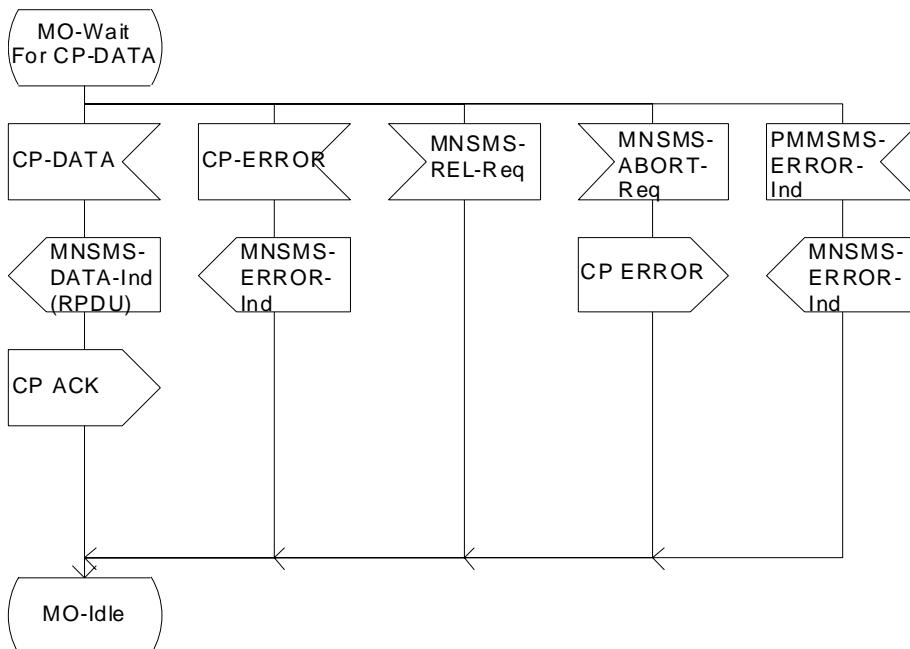 MO-Wait
For CP-DATA
CP-DATA
CP-ERROR
MNSMS-
REL-Req
MNSMS-
ABORT-
Req
PMMSMS-
ERROR-
Ind
MNSMS-
DATA-Ind
(RPDU)
MNSMS-
ERROR-
Ind
CP ERROR
MNSMS-
ERROR-
Ind
CP ACK
MO-Idle